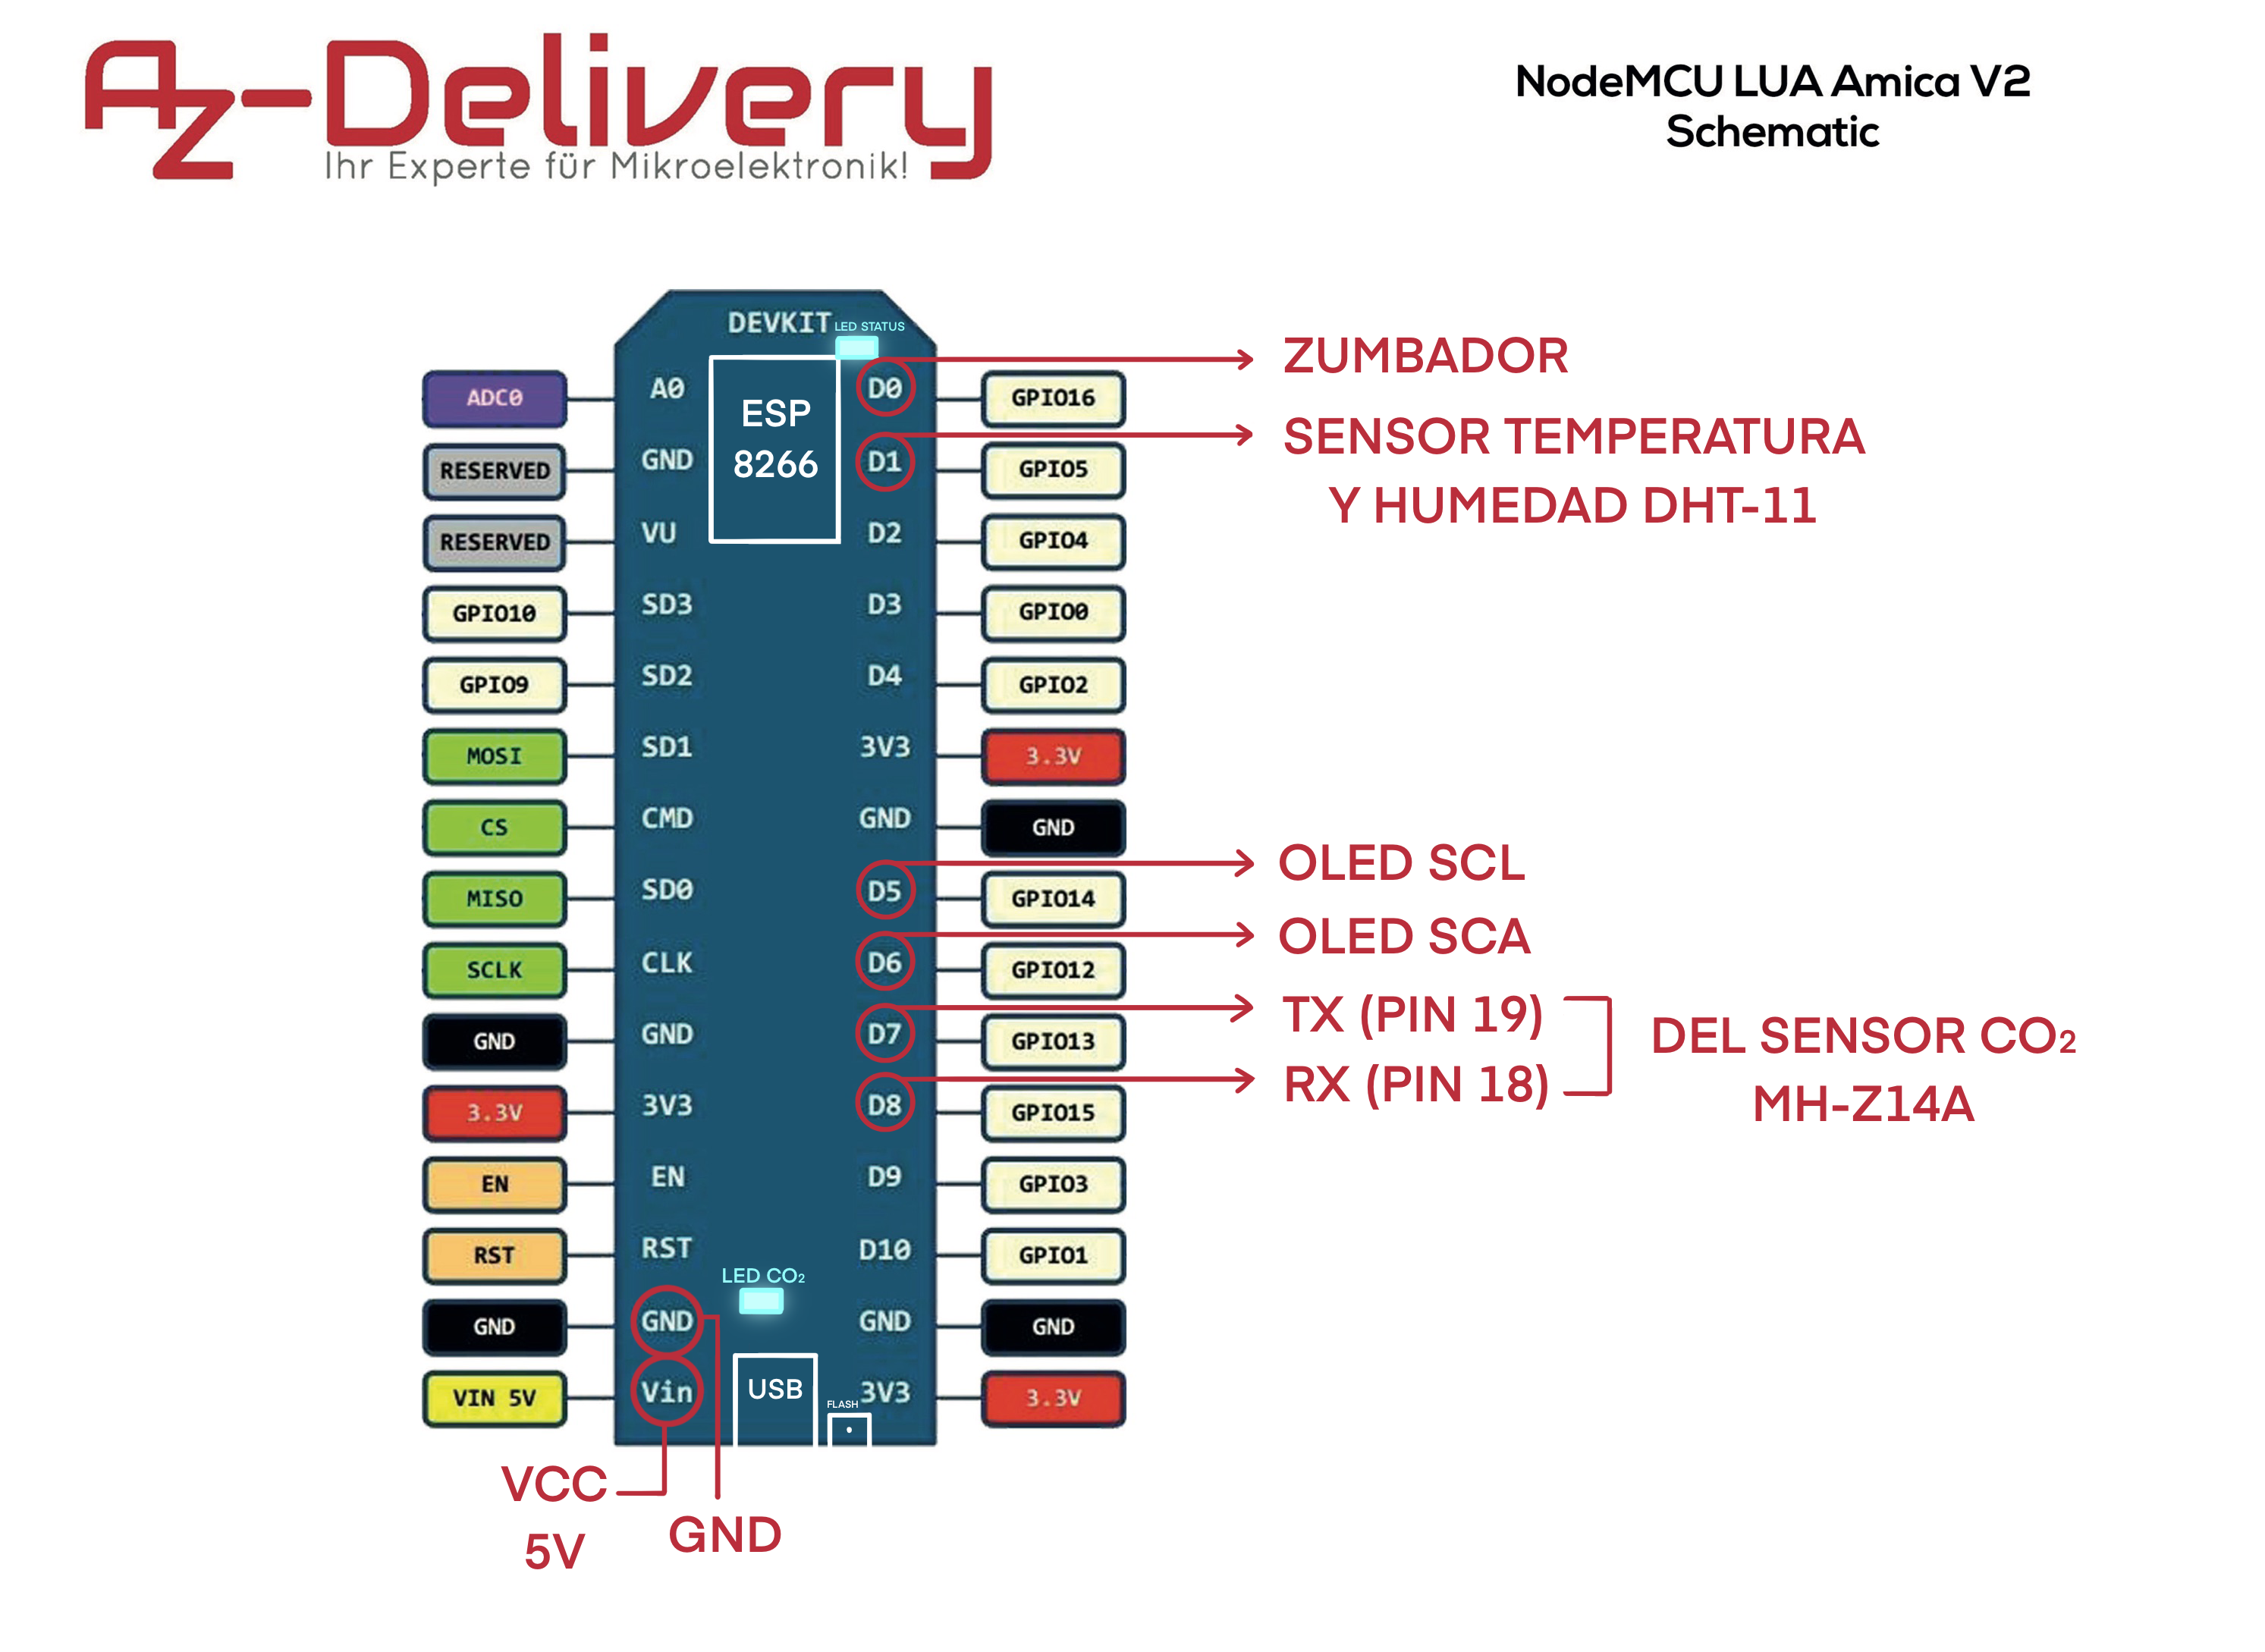 Az-Delivery
Ihr Experte für Mikroelektronik!
NodeMCU LUA Amica V2
Schematic
DEVKIT
LED STATUS
ESP
8266
ADC0 A0 D0 GPIO16
ZUMBADOR
RESERVED GND D1 GPIO5
SENSOR TEMPERATURA
Y HUMEDAD DHT-11
RESERVED VU D2 GPIO4
GPIO10 SD3 D3 GPIO0
GPIO9 SD2 D4 GPIO2
MOSI SD1 3V3 3.3V
CS CMD GND GND
MISO SD0 D5 GPIO14
OLED SCL
SCLK CLK D6 GPIO12
OLED SCA
GND GND D7 GPIO13
TX (PIN 19)
3.3V 3V3 D8 GPIO15
RX (PIN 18)
DEL SENSOR CO₂
MH-Z14A
EN EN D9 GPIO3
RST RST D10 GPIO1
LED CO₂
GND GND GND GND
VIN 5V Vin USB 3V3 3.3V
FLASH
VCC
5V
GND